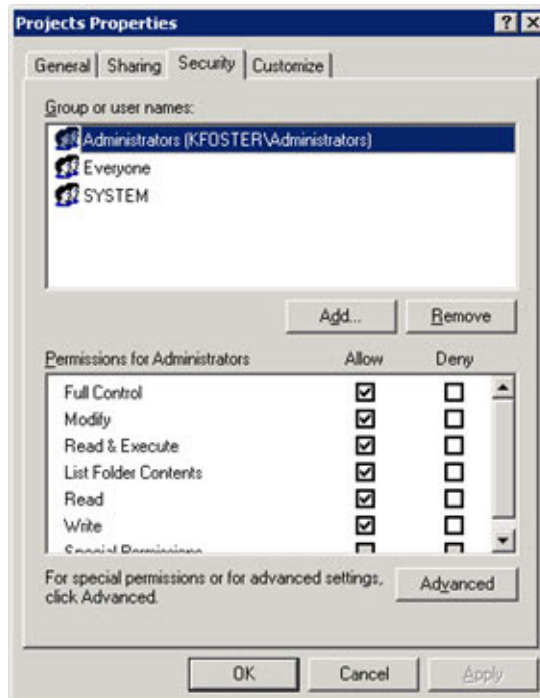 Projects Properties
? X
General Sharing Security Customize
Group or user names:
Administrators (KFOSTER\Administrators)
Everyone
SYSTEM
Add... Remove
Permissions for Administrators Allow Deny
Full Control
Modify
Read & Execute
List Folder Contents
Read
Write
Special Permissions
For special permissions or for advanced settings,
click Advanced.
Advanced
OK Cancel Apply